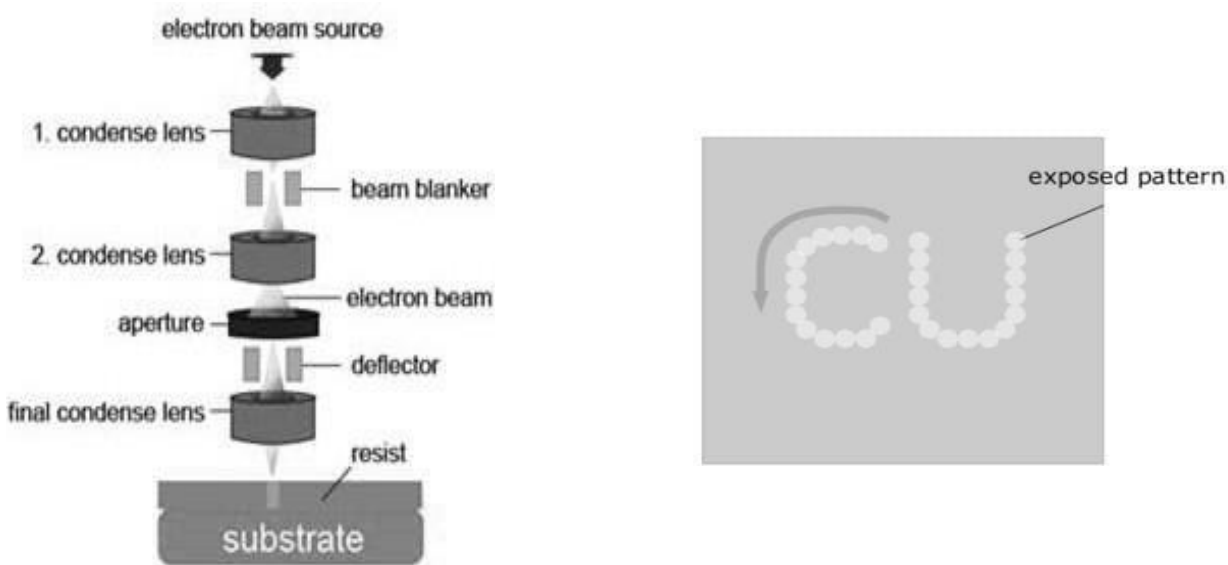 electron beam source
1. condense lens
beam blanker
2. condense lens
electron beam
aperture
deflector
final condense lens
resist
substrate
exposed pattern
CU